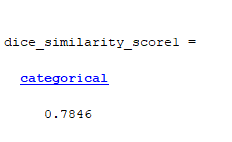 dice_similarity_score1 =
categorical
0.7846